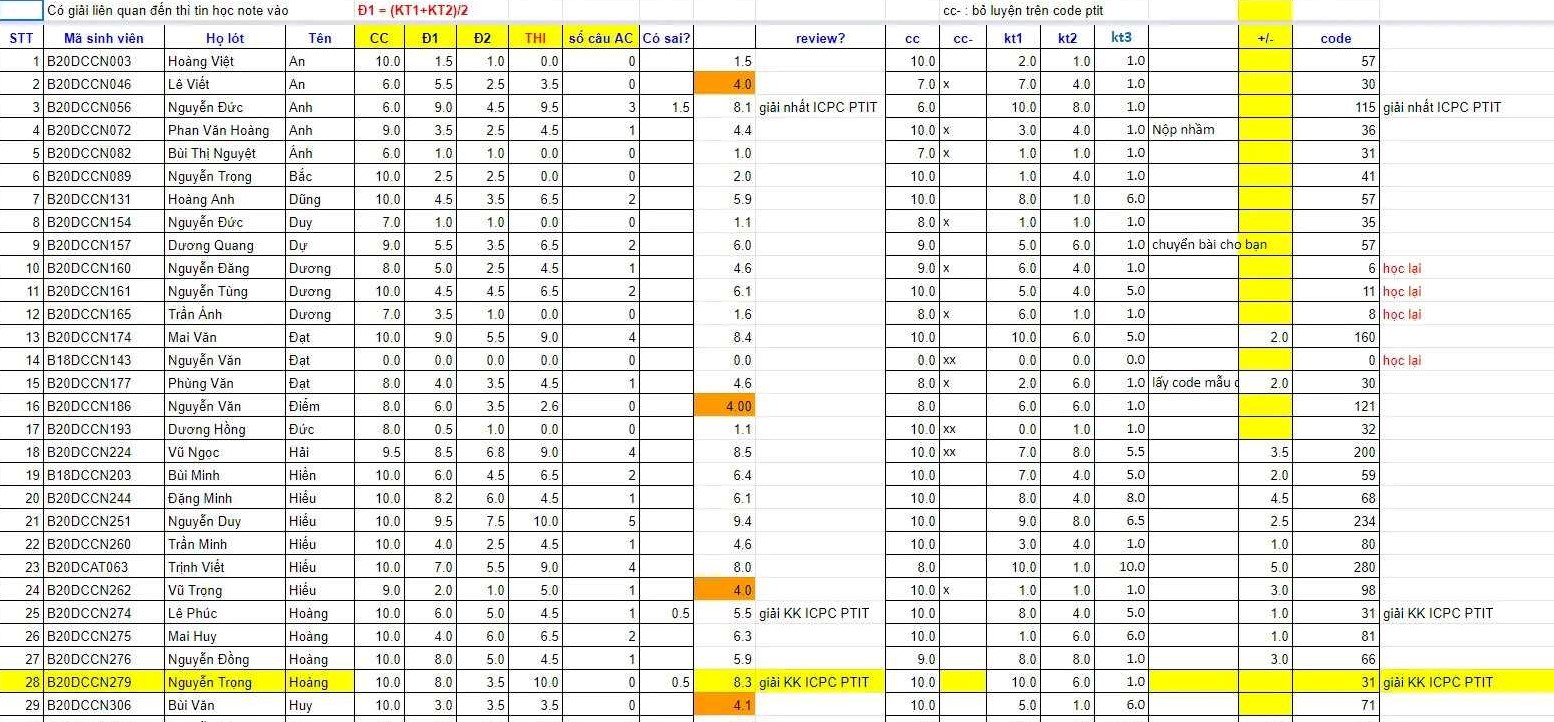 Có giải liên quan đến thi tin học note vào Đ1 = (KT1+KT2)/2 cc- : bỏ luyện trên code ptit
STT Mã sinh viên Họ lót Tên CC Đ1 Đ2 THI số câu AC Có sai? review? cc cc- kt1 kt2 kt3 +/- code
1 B20DCCN003 Hoàng Việt An 10.0 1.5 1.0 0.0 0 1.5 10.0 2.0 1.0 1.0 57
2 B20DCCN046 Lê Viết An 6.0 5.5 2.5 3.5 0 4.0 7.0 x 7.0 4.0 1.0 30
3 B20DCCN056 Nguyễn Đức Anh 6.0 9.0 4.5 9.5 3 1.5 8.1 giải nhất ICPC PTIT 6.0 10.0 8.0 1.0 115 giải nhất ICPC PTIT
4 B20DCCN072 Phan Văn Hoàng Anh 9.0 3.5 2.5 4.5 1 4.4 10.0 x 3.0 4.0 1.0 Nộp nhầm 36
5 B20DCCN082 Bùi Thị Nguyệt Ánh 6.0 1.0 1.0 0.0 0 1.0 7.0 x 1.0 1.0 1.0 31
6 B20DCCN089 Nguyễn Trọng Bắc 10.0 2.5 2.5 0.0 0 2.0 10.0 1.0 4.0 1.0 41
7 B20DCCN131 Hoàng Anh Dũng 10.0 4.5 3.5 6.5 2 5.9 10.0 8.0 1.0 6.0 57
8 B20DCCN154 Nguyễn Đức Duy 7.0 1.0 1.0 0.0 0 1.1 8.0 x 1.0 1.0 1.0 35
9 B20DCCN157 Dương Quang Dự 9.0 5.5 3.5 6.5 2 6.0 9.0 5.0 6.0 1.0 chuyển bài cho bạn 57
10 B20DCCN160 Nguyễn Đăng Dương 8.0 5.0 2.5 4.5 1 4.6 9.0 x 6.0 4.0 1.0 6 học lại
11 B20DCCN161 Nguyễn Tùng Dương 10.0 4.5 4.5 6.5 2 6.1 10.0 5.0 4.0 5.0 11 học lại
12 B20DCCN165 Trần Ánh Dương 7.0 3.5 1.0 0.0 0 1.6 8.0 x 6.0 1.0 1.0 8 học lại
13 B20DCCN174 Mai Văn Đạt 10.0 9.0 5.5 9.0 4 8.4 10.0 10.0 6.0 5.0 2.0 160
14 B18DCCN143 Nguyễn Văn Đạt 0.0 0.0 0.0 0.0 0 0.0 0.0 xx 0.0 0.0 0.0 0 học lại
15 B20DCCN177 Phùng Văn Đạt 8.0 4.0 3.5 4.5 1 4.6 8.0 x 2.0 6.0 1.0 lấy code mẫu 2.0 30
16 B20DCCN186 Nguyễn Văn Điểm 8.0 6.0 3.5 2.6 0 4.00 8.0 6.0 6.0 1.0 121
17 B20DCCN193 Dương Hồng Đức 8.0 0.5 1.0 0.0 0 1.1 10.0 xx 0.0 1.0 1.0 32
18 B20DCCN224 Vũ Ngọc Hải 9.5 8.5 6.8 9.0 4 8.5 10.0 xx 7.0 8.0 5.5 3.5 200
19 B18DCCN203 Bùi Minh Hiền 10.0 6.0 4.5 6.5 2 6.4 10.0 7.0 4.0 5.0 2.0 59
20 B20DCCN244 Đặng Minh Hiếu 10.0 8.2 6.0 4.5 1 6.1 10.0 8.0 4.0 8.0 4.5 68
21 B20DCCN251 Nguyễn Duy Hiếu 10.0 9.5 7.5 10.0 5 9.4 10.0 9.0 8.0 6.5 2.5 234
22 B20DCCN260 Trần Minh Hiếu 10.0 4.0 2.5 4.5 1 4.6 10.0 3.0 4.0 1.0 1.0 80
23 B20DCAT063 Trịnh Viết Hiếu 10.0 7.0 5.5 9.0 4 8.0 8.0 10.0 1.0 10.0 5.0 280
24 B20DCCN262 Vũ Trọng Hiếu 9.0 2.0 1.0 5.0 1 4.0 10.0 x 1.0 1.0 1.0 3.0 98
25 B20DCCN274 Lê Phúc Hoàng 10.0 6.0 5.0 4.5 1 0.5 5.5 giải KK ICPC PTIT 10.0 8.0 4.0 5.0 1.0 31 giải KK ICPC PTIT
26 B20DCCN275 Mai Huy Hoàng 10.0 4.0 6.0 6.5 2 6.3 10.0 1.0 6.0 6.0 1.0 81
27 B20DCCN276 Nguyễn Đồng Hoàng 10.0 8.0 5.0 4.5 1 5.9 9.0 8.0 8.0 1.0 3.0 66
28 B20DCCN279 Nguyễn Trọng Hoàng 10.0 8.0 3.5 10.0 0 0.5 8.3 giải KK ICPC PTIT 10.0 10.0 6.0 1.0 31 giải KK ICPC PTIT
29 B20DCCN306 Bùi Văn Huy 10.0 3.0 3.5 3.5 0 4.1 10.0 5.0 1.0 6.0 71